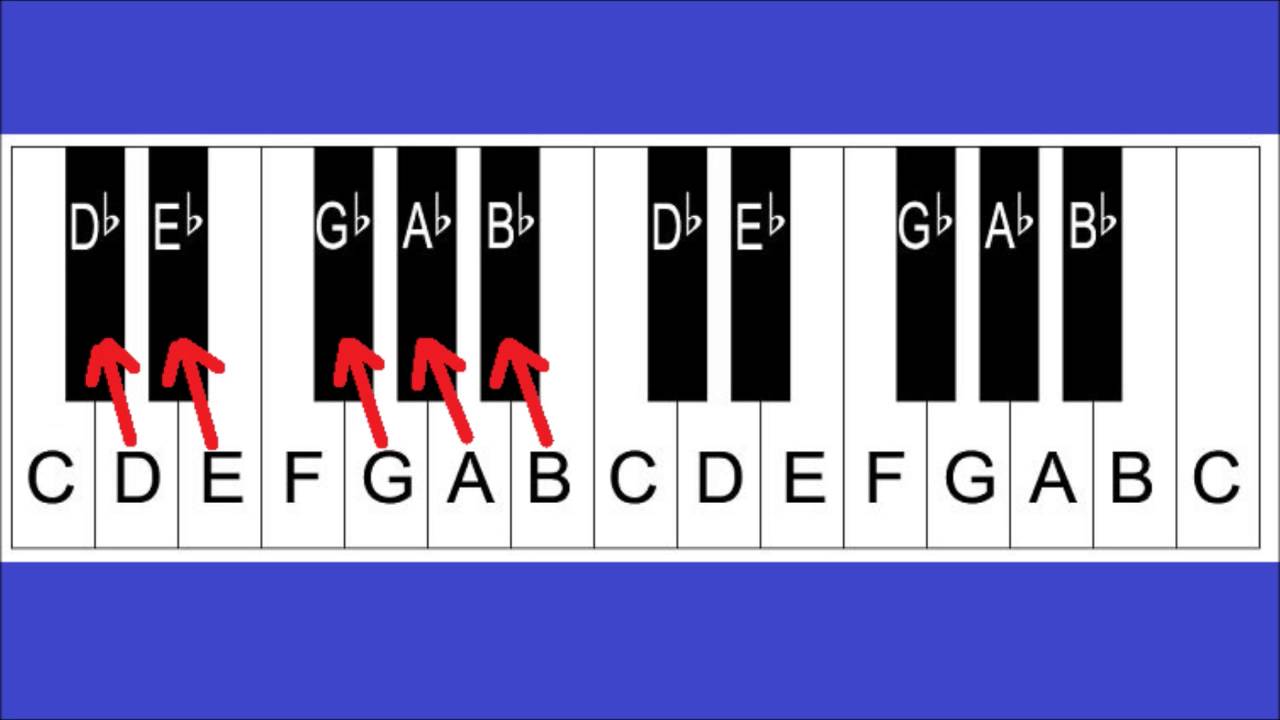 D♭ E♭ G♭ A♭ B♭ D♭ E♭ G♭ A♭ B♭
C D E F G A B C D E F G A B C